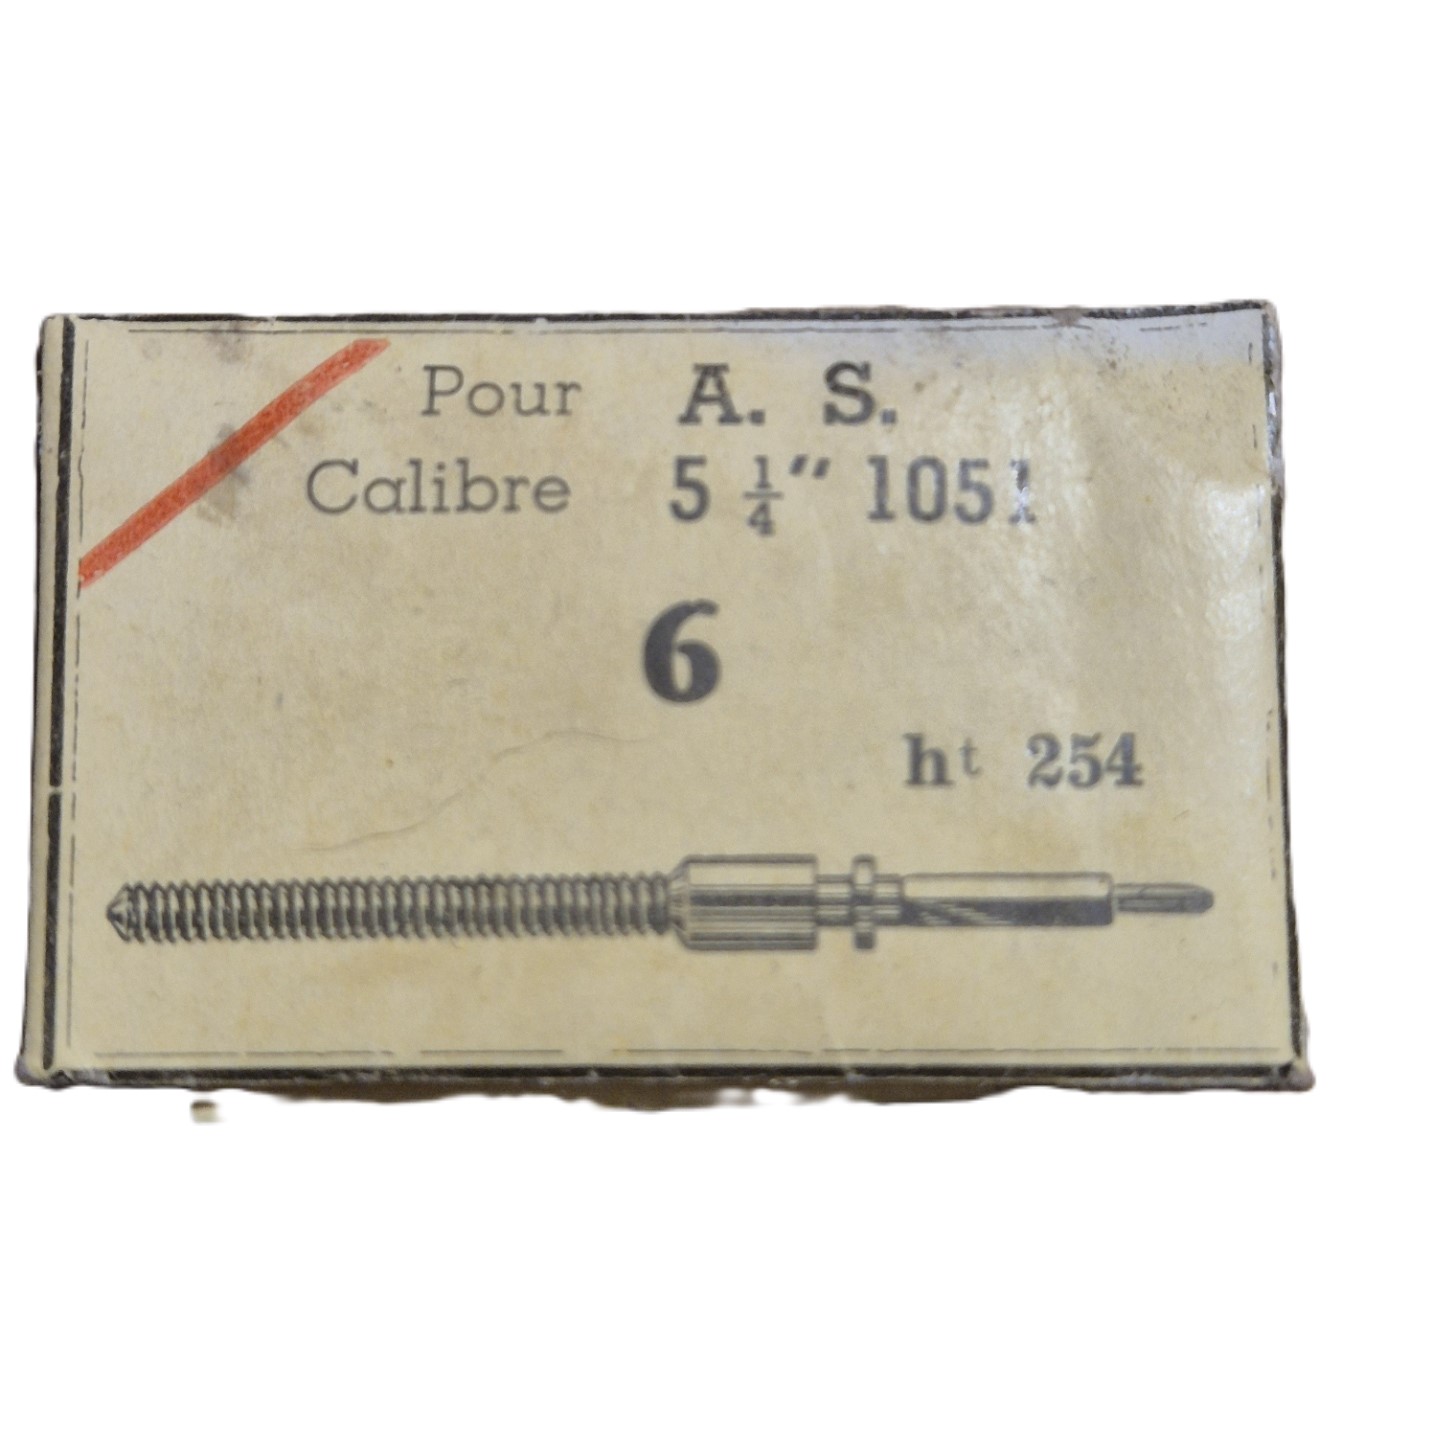 Pour A. S.
Calibre 5 1/4″ 1051
6
ht 254